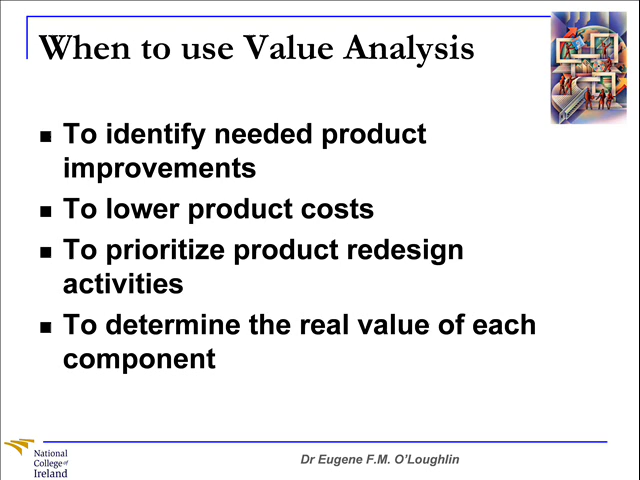 When to use Value Analysis
To identify needed product
improvements
To lower product costs
To prioritize product redesign
activities
To determine the real value of each
component
National
College of
Ireland
Dr Eugene F.M. O'Loughlin